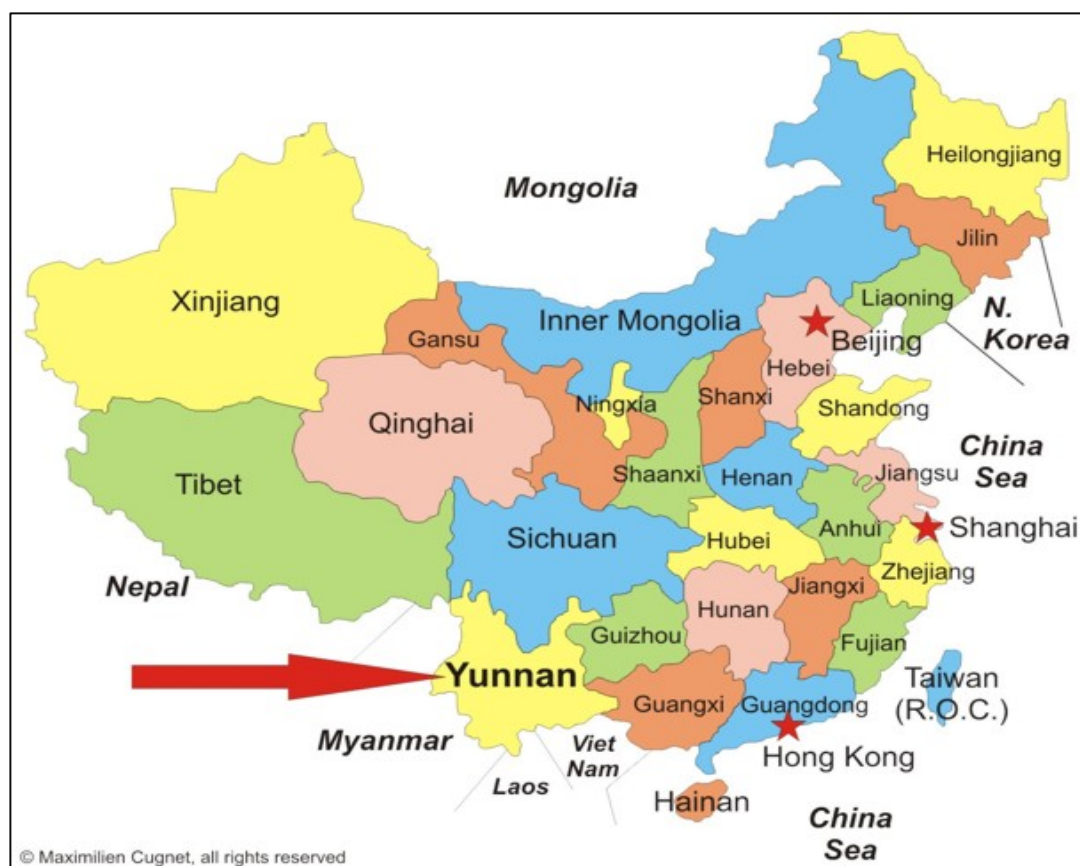 Heilongjiang
Mongolia
Jilin
Xinjiang
Liaoning
N.
Korea
Inner Mongolia
Gansu
Beijing
Hebei
Shanxi
Ningxia
Shandong
Qinghai
China
Sea
Jiangsu
Shaanxi
Henan
Tibet
Anhui
Shanghai
Sichuan
Hubei
Zhejiang
Nepal
Jiangxi
Hunan
Guizhou
Fujian
Yunnan
Taiwan
(R.O.C.)
Guangxi
Guangdong
Myanmar
Viet
Nam
Hong Kong
Laos
Hainan
China
Sea
© Maximilien Cugnet, all rights reserved